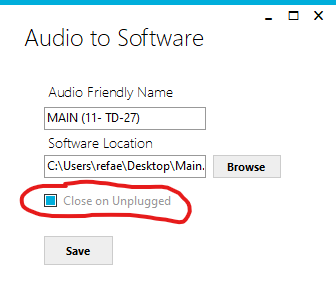 Audio to Software
Audio Friendly Name
MAIN (11- TD-27)
Software Location
C:\Users\refae\Desktop\Main.
Browse
Close on Unplugged
Save